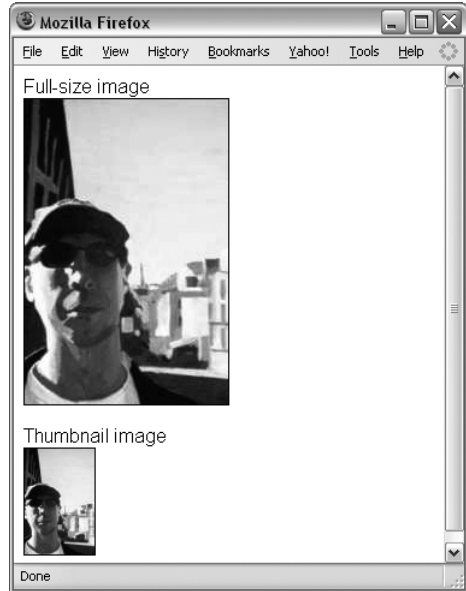 Mozilla Firefox
File Edit View History Bookmarks Yahoo! Tools Help
Full-size image
Thumbnail image
Done